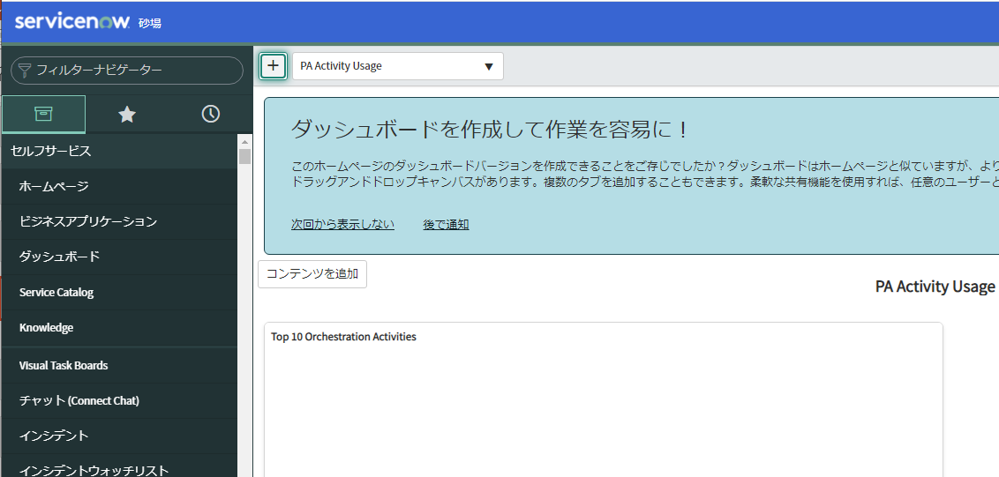 servicenow. 砂場
フィルターナビゲーター
PA Activity Usage
セルフサービス
ホームページ
ビジネスアプリケーション
ダッシュボード
Service Catalog
Knowledge
Visual Task Boards
チャット (Connect Chat)
インシデント
インシデントウォッチリスト
ダッシュボードを作成して作業を容易に！
このホームページのダッシュボードバージョンを作成できることをご存じでしたか？ダッシュボードはホームページと似ていますが、より
ドラッグアンドドロップキャンバスがあります。複数のタブを追加することもできます。柔軟な共有機能を使用すれば、任意のユーザーと
次回から表示しない 後で通知
コンテンツを追加
PA Activity Usage
Top 10 Orchestration Activities